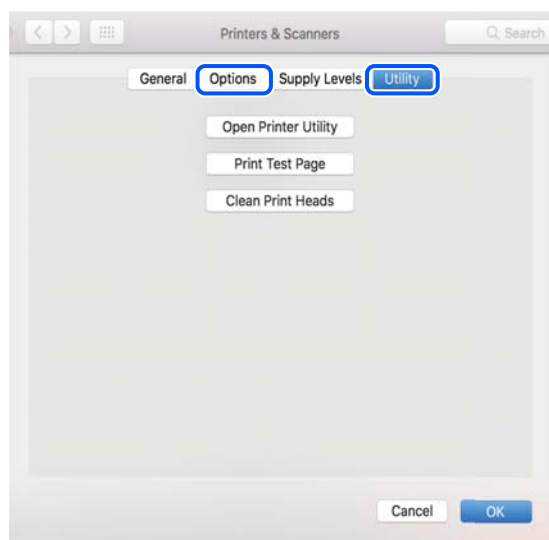 Printers & Scanners Search
General Options Supply Levels Utility
Open Printer Utility
Print Test Page
Clean Print Heads
Cancel OK